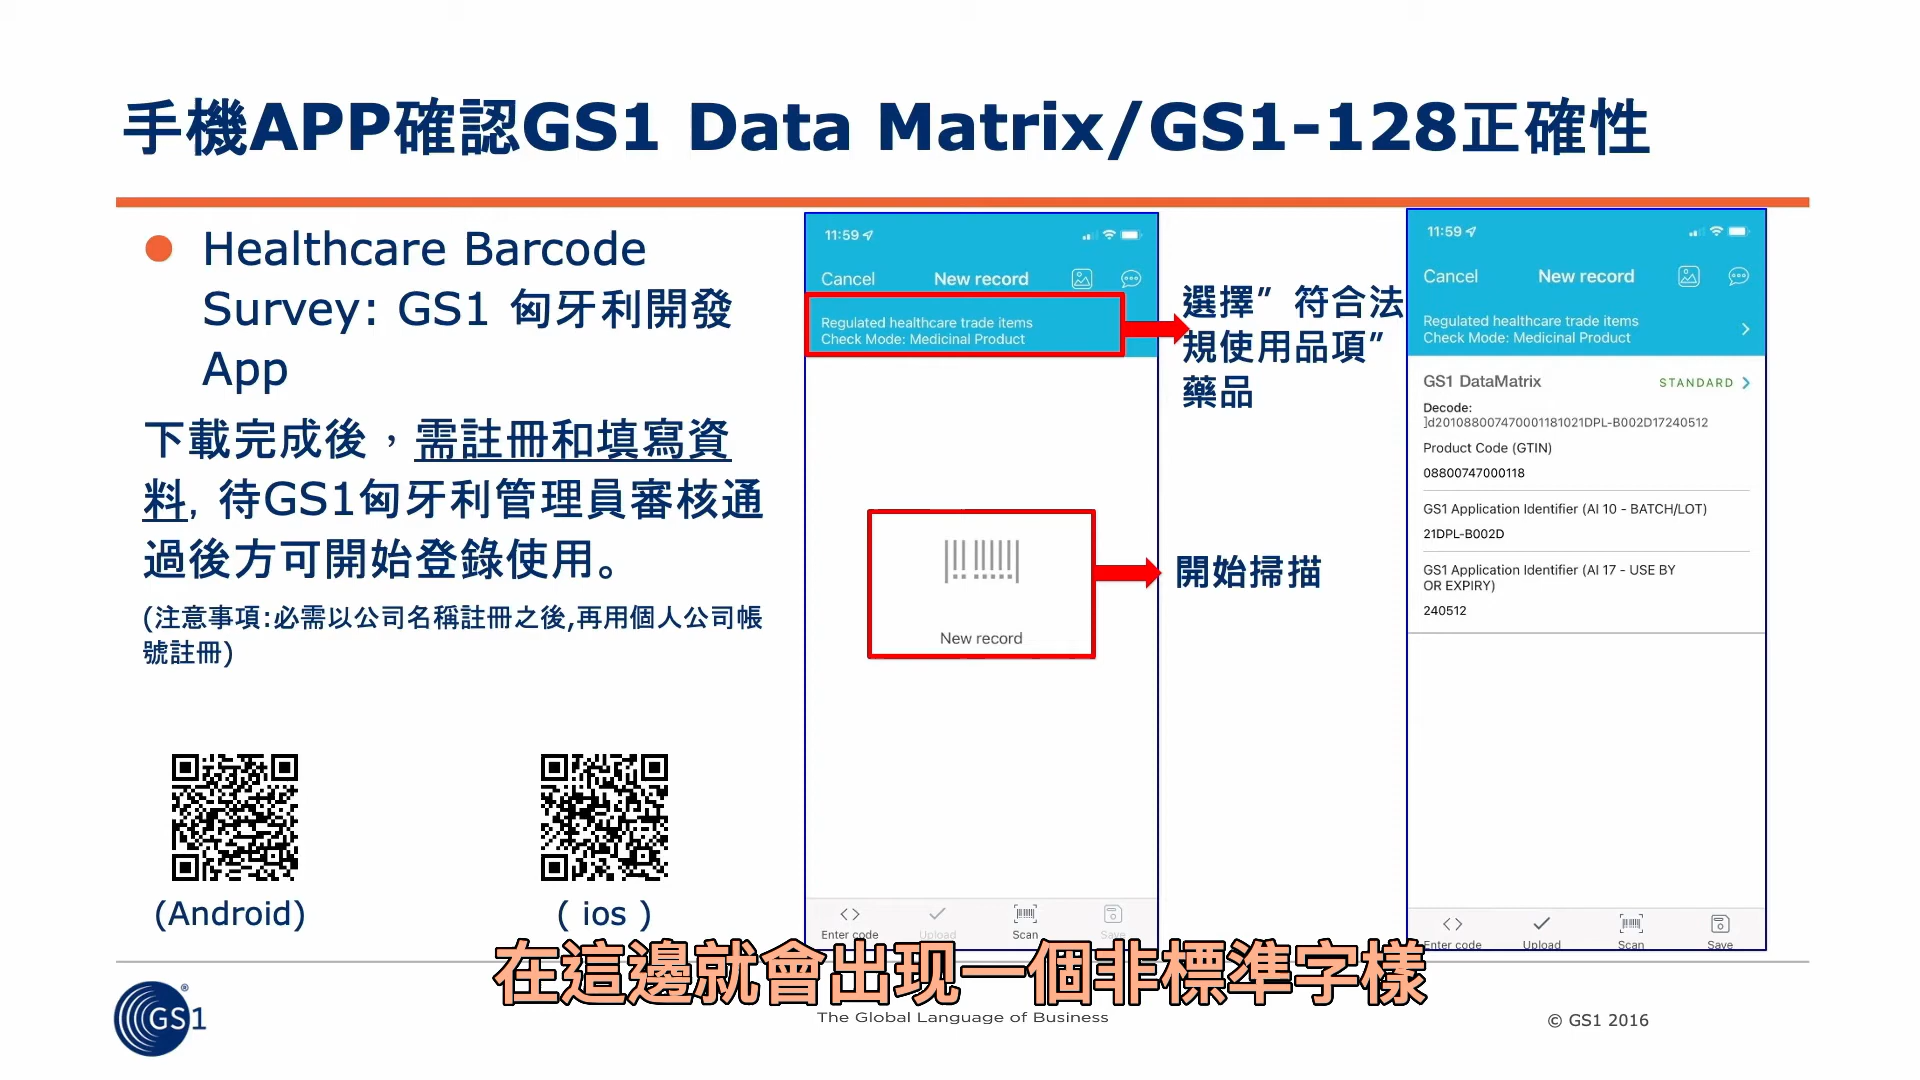 手機APP確認GS1 Data Matrix/GS1-128正確性
Healthcare Barcode
Survey: GS1 匈牙利開發
App
下載完成後，需註冊和填寫資
料, 待GS1匈牙利管理員審核通
過後方可開始登錄使用。
(注意事項:必需以公司名稱註冊之後,再用個人公司帳
號註冊)
(Android)
( ios )
11:59
Cancel
New record
Regulated healthcare trade items
Check Mode: Medicinal Product
New record
Enter code
Upload
Scan
Save
選擇” 符合法
規使用品項”
藥品
開始掃描
11:59
Cancel
New record
Regulated healthcare trade items
Check Mode: Medicinal Product
GS1 DataMatrix
STANDARD
Decode:
]d2010880074700011810​21DPL-B002D17240512
Product Code (GTIN)
08800747000118
GS1 Application Identifier (AI 10 - BATCH/LOT)
21DPL-B002D
GS1 Application Identifier (AI 17 - USE BY
OR EXPIRY)
240512
Enter code
Upload
Scan
Save
在這邊就會出现一個非標準字樣
GS1
®
The Global Language of Business
© GS1 2016